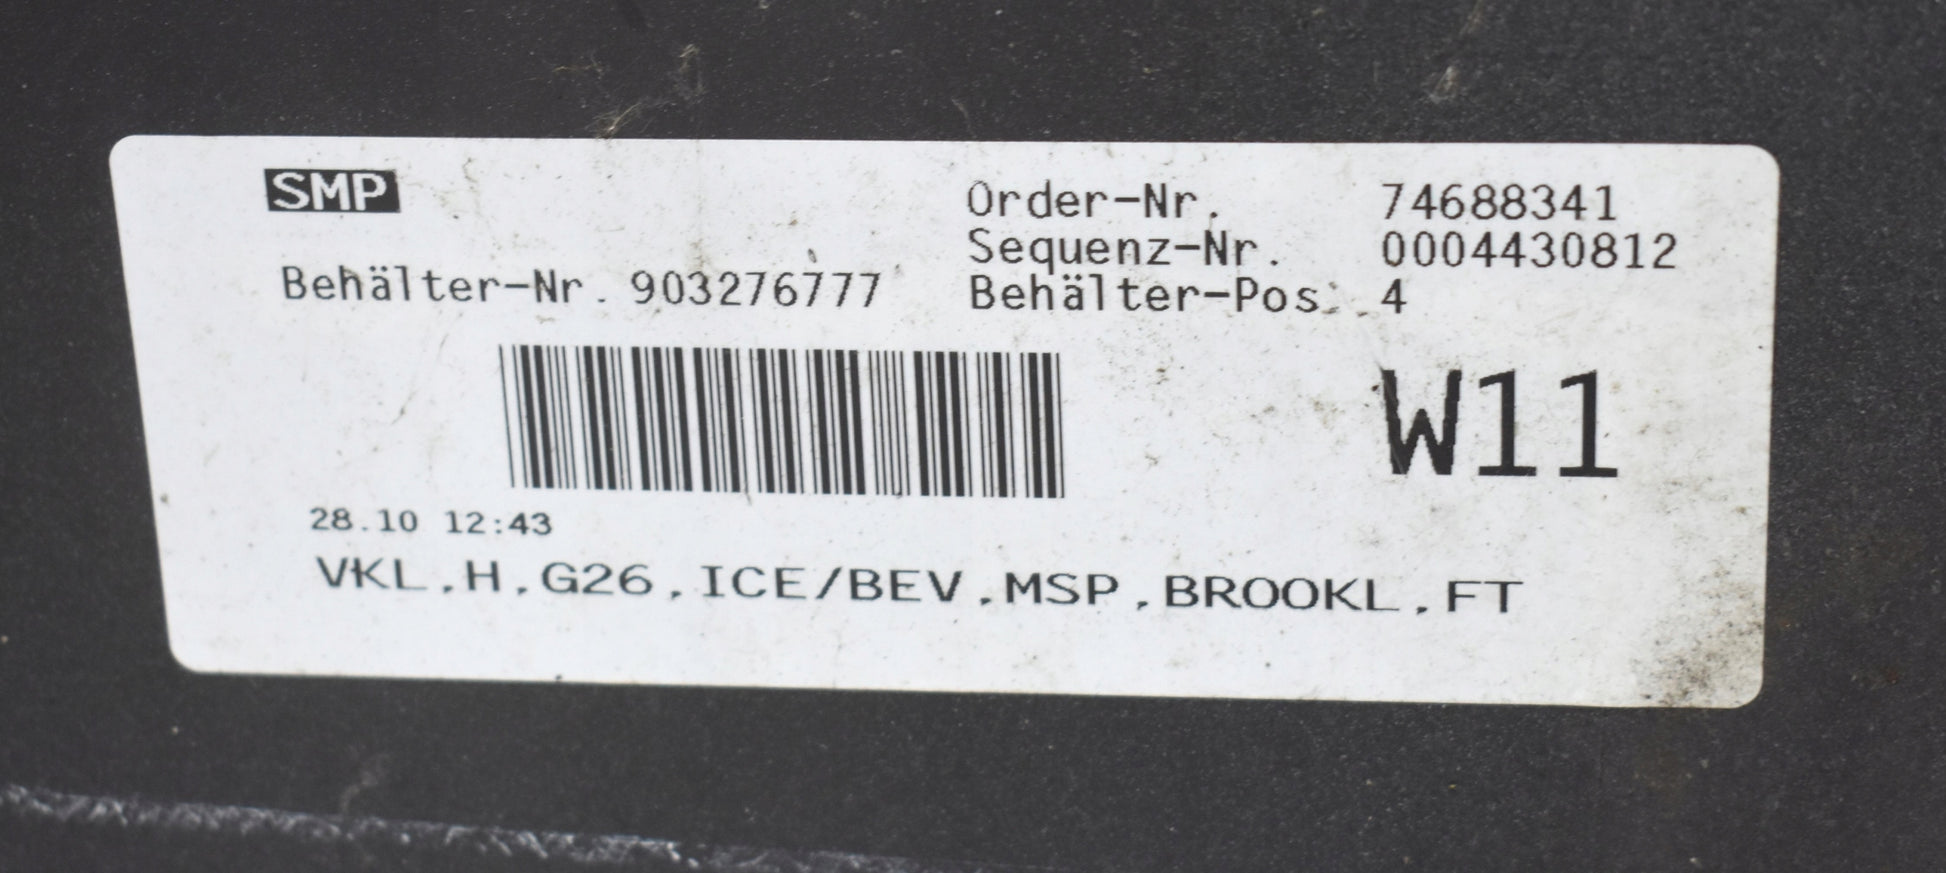 SMP
Order-Nr. 74688341
Sequenz-Nr. 0004430812
Behälter-Nr. 903276777
Behälter-Pos. 4
W11
28.10 12:43
VKL,H,G26,ICE/BEV,MSP,BROOKL,FT